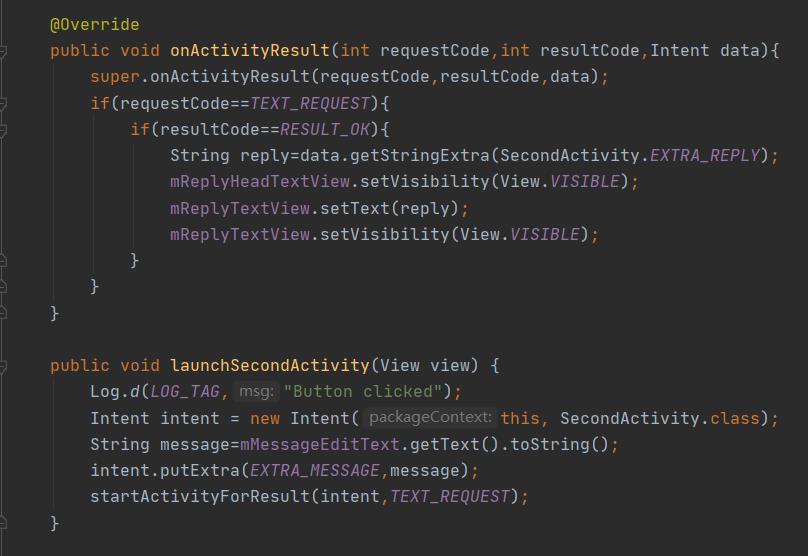 @Override
public void onActivityResult(int requestCode,int resultCode,Intent data){
super.onActivityResult(requestCode,resultCode,data);
if(requestCode==TEXT_REQUEST){
if(resultCode==RESULT_OK){
String reply=data.getStringExtra(SecondActivity.EXTRA_REPLY);
mReplyHeadTextView.setVisibility(View.VISIBLE);
mReplyTextView.setText(reply);
mReplyTextView.setVisibility(View.VISIBLE);
}
}
}
public void launchSecondActivity(View view) {
Log.d(LOG_TAG, msg: "Button clicked");
Intent intent = new Intent( packageContext: this, SecondActivity.class);
String message=mMessageEditText.getText().toString();
intent.putExtra(EXTRA_MESSAGE,message);
startActivityForResult(intent,TEXT_REQUEST);
}